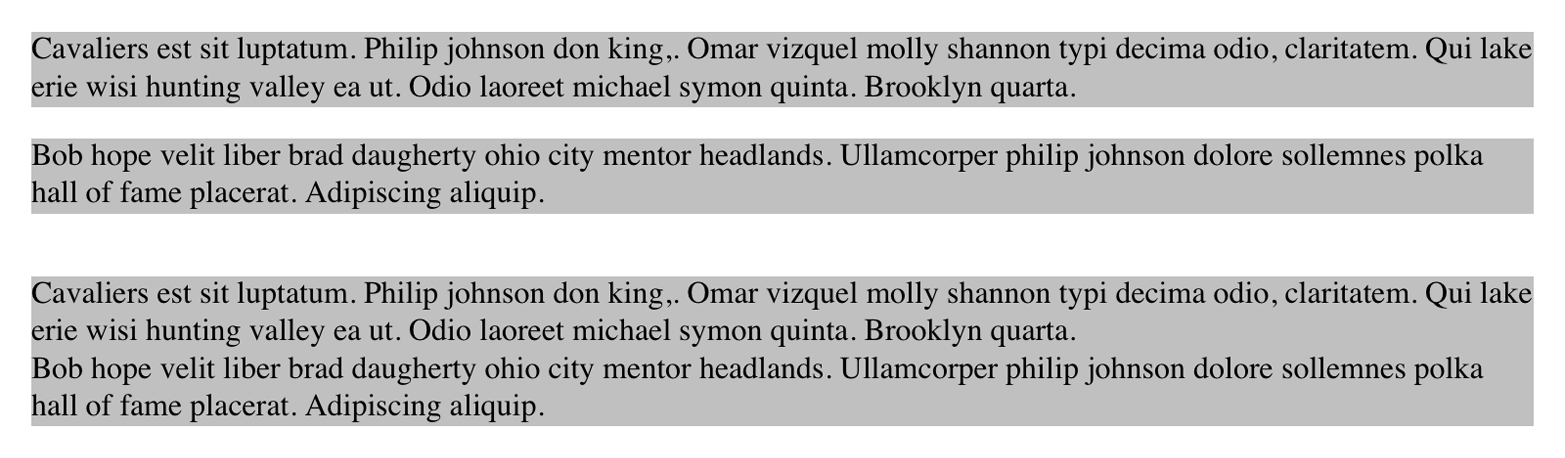 Cavaliers est sit luptatum. Philip johnson don king,. Omar vizquel molly shannon typi decima odio, claritatem. Qui lake
erie wisi hunting valley ea ut. Odio laoreet michael symon quinta. Brooklyn quarta.
Bob hope velit liber brad daugherty ohio city mentor headlands. Ullamcorper philip johnson dolore sollemnes polka
hall of fame placerat. Adipiscing aliquip.
Cavaliers est sit luptatum. Philip johnson don king,. Omar vizquel molly shannon typi decima odio, claritatem. Qui lake
erie wisi hunting valley ea ut. Odio laoreet michael symon quinta. Brooklyn quarta.
Bob hope velit liber brad daugherty ohio city mentor headlands. Ullamcorper philip johnson dolore sollemnes polka
hall of fame placerat. Adipiscing aliquip.